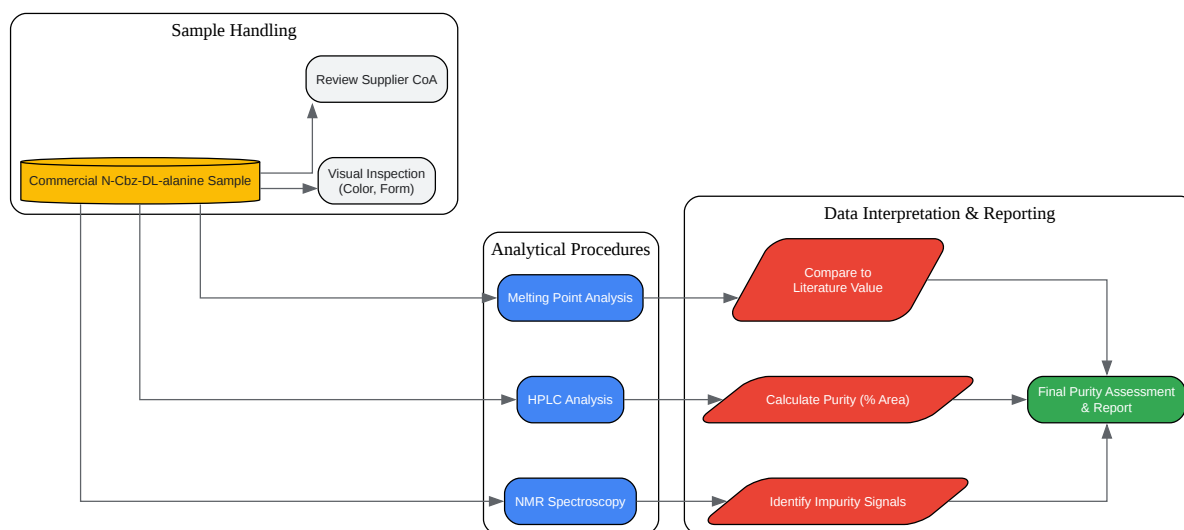 Sample Handling
Review Supplier CoA
Commercial N-Cbz-DL-alanine Sample
Visual Inspection
(Color, Form)
Analytical Procedures
Melting Point Analysis
HPLC Analysis
NMR Spectroscopy
Data Interpretation & Reporting
Compare to
Literature Value
Calculate Purity (% Area)
Identify Impurity Signals
Final Purity Assessment
& Report